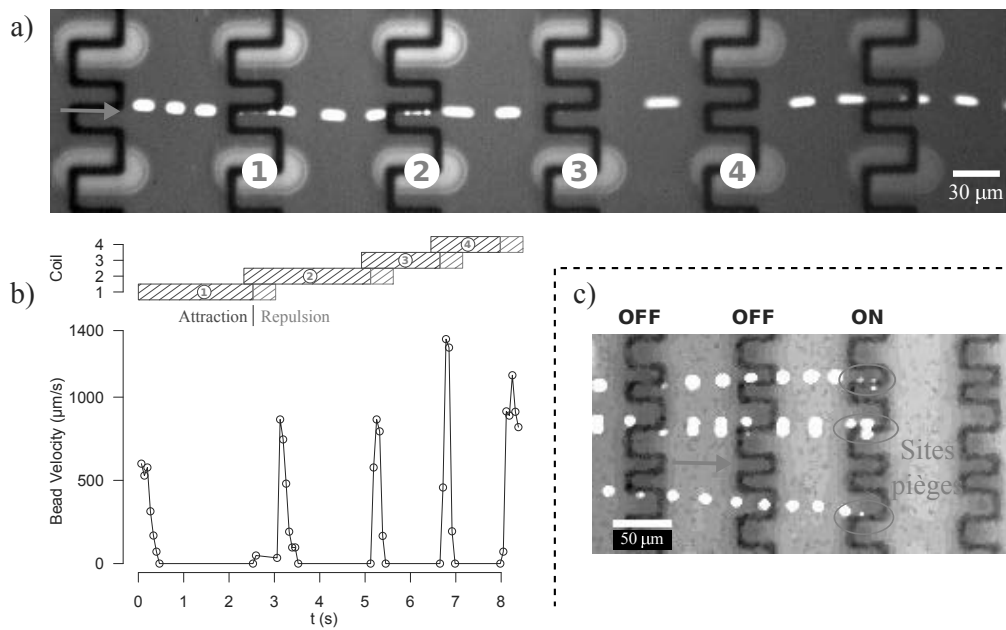 a)
1 2 3 4
30 μm
b)
Coil
4
3
2
1
4
3
2
1
Attraction | Repulsion
Bead Velocity (μm/s)
1400
1000
500
0
0 1 2 3 4 5 6 7 8
t (s)
c)
OFF OFF ON
Sites
pièges
50 μm